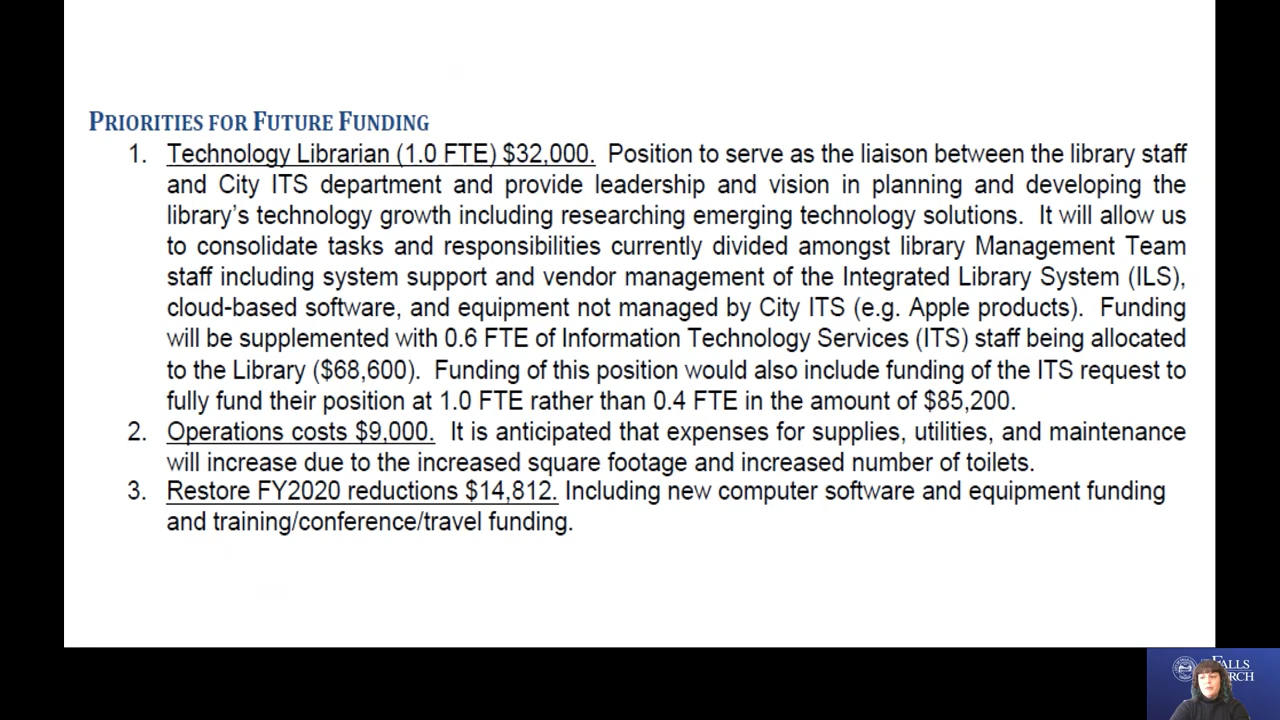 PRIORITIES FOR FUTURE FUNDING
1. Technology Librarian (1.0 FTE) $32,000. Position to serve as the liaison between the library staff
and City ITS department and provide leadership and vision in planning and developing the
library's technology growth including researching emerging technology solutions. It will allow us
to consolidate tasks and responsibilities currently divided amongst library Management Team
staff including system support and vendor management of the Integrated Library System (ILS),
cloud-based software, and equipment not managed by City ITS (e.g. Apple products). Funding
will be supplemented with 0.6 FTE of Information Technology Services (ITS) staff being allocated
to the Library ($68,600). Funding of this position would also include funding of the ITS request to
fully fund their position at 1.0 FTE rather than 0.4 FTE in the amount of $85,200.
2. Operations costs $9,000. It is anticipated that expenses for supplies, utilities, and maintenance
will increase due to the increased square footage and increased number of toilets.
3. Restore FY2020 reductions $14,812. Including new computer software and equipment funding
and training/conference/travel funding.